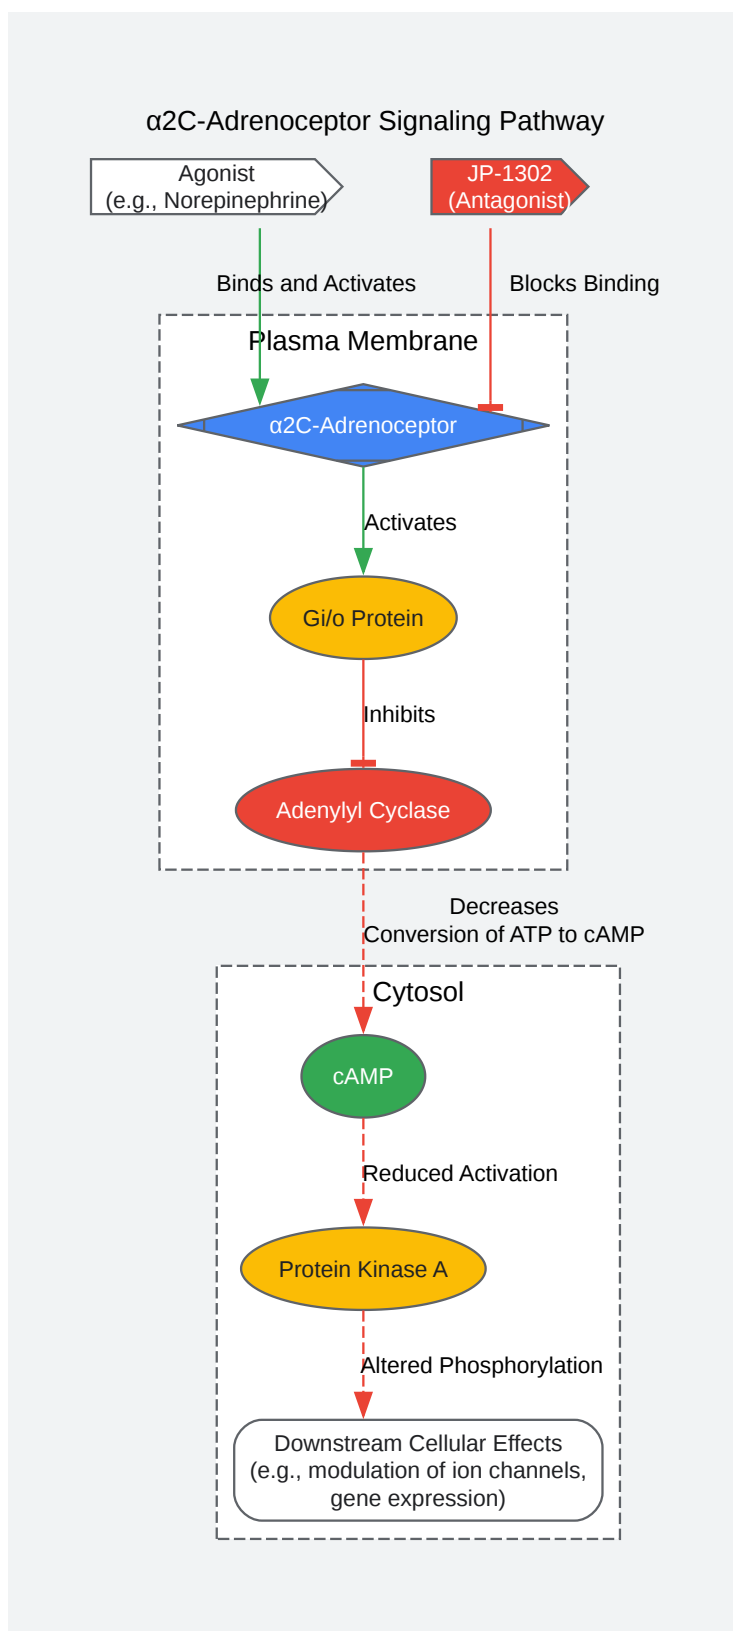 α2C-Adrenoceptor Signaling Pathway
Agonist
(e.g., Norepinephrine)
JP-1302
(Antagonist)
Binds and Activates
Blocks Binding
Plasma Membrane
α2C-Adrenoceptor
Activates
Gi/o Protein
Inhibits
Adenylyl Cyclase
Decreases
Conversion of ATP to cAMP
Cytosol
cAMP
Reduced Activation
Protein Kinase A
Altered Phosphorylation
Downstream Cellular Effects
(e.g., modulation of ion channels,
gene expression)